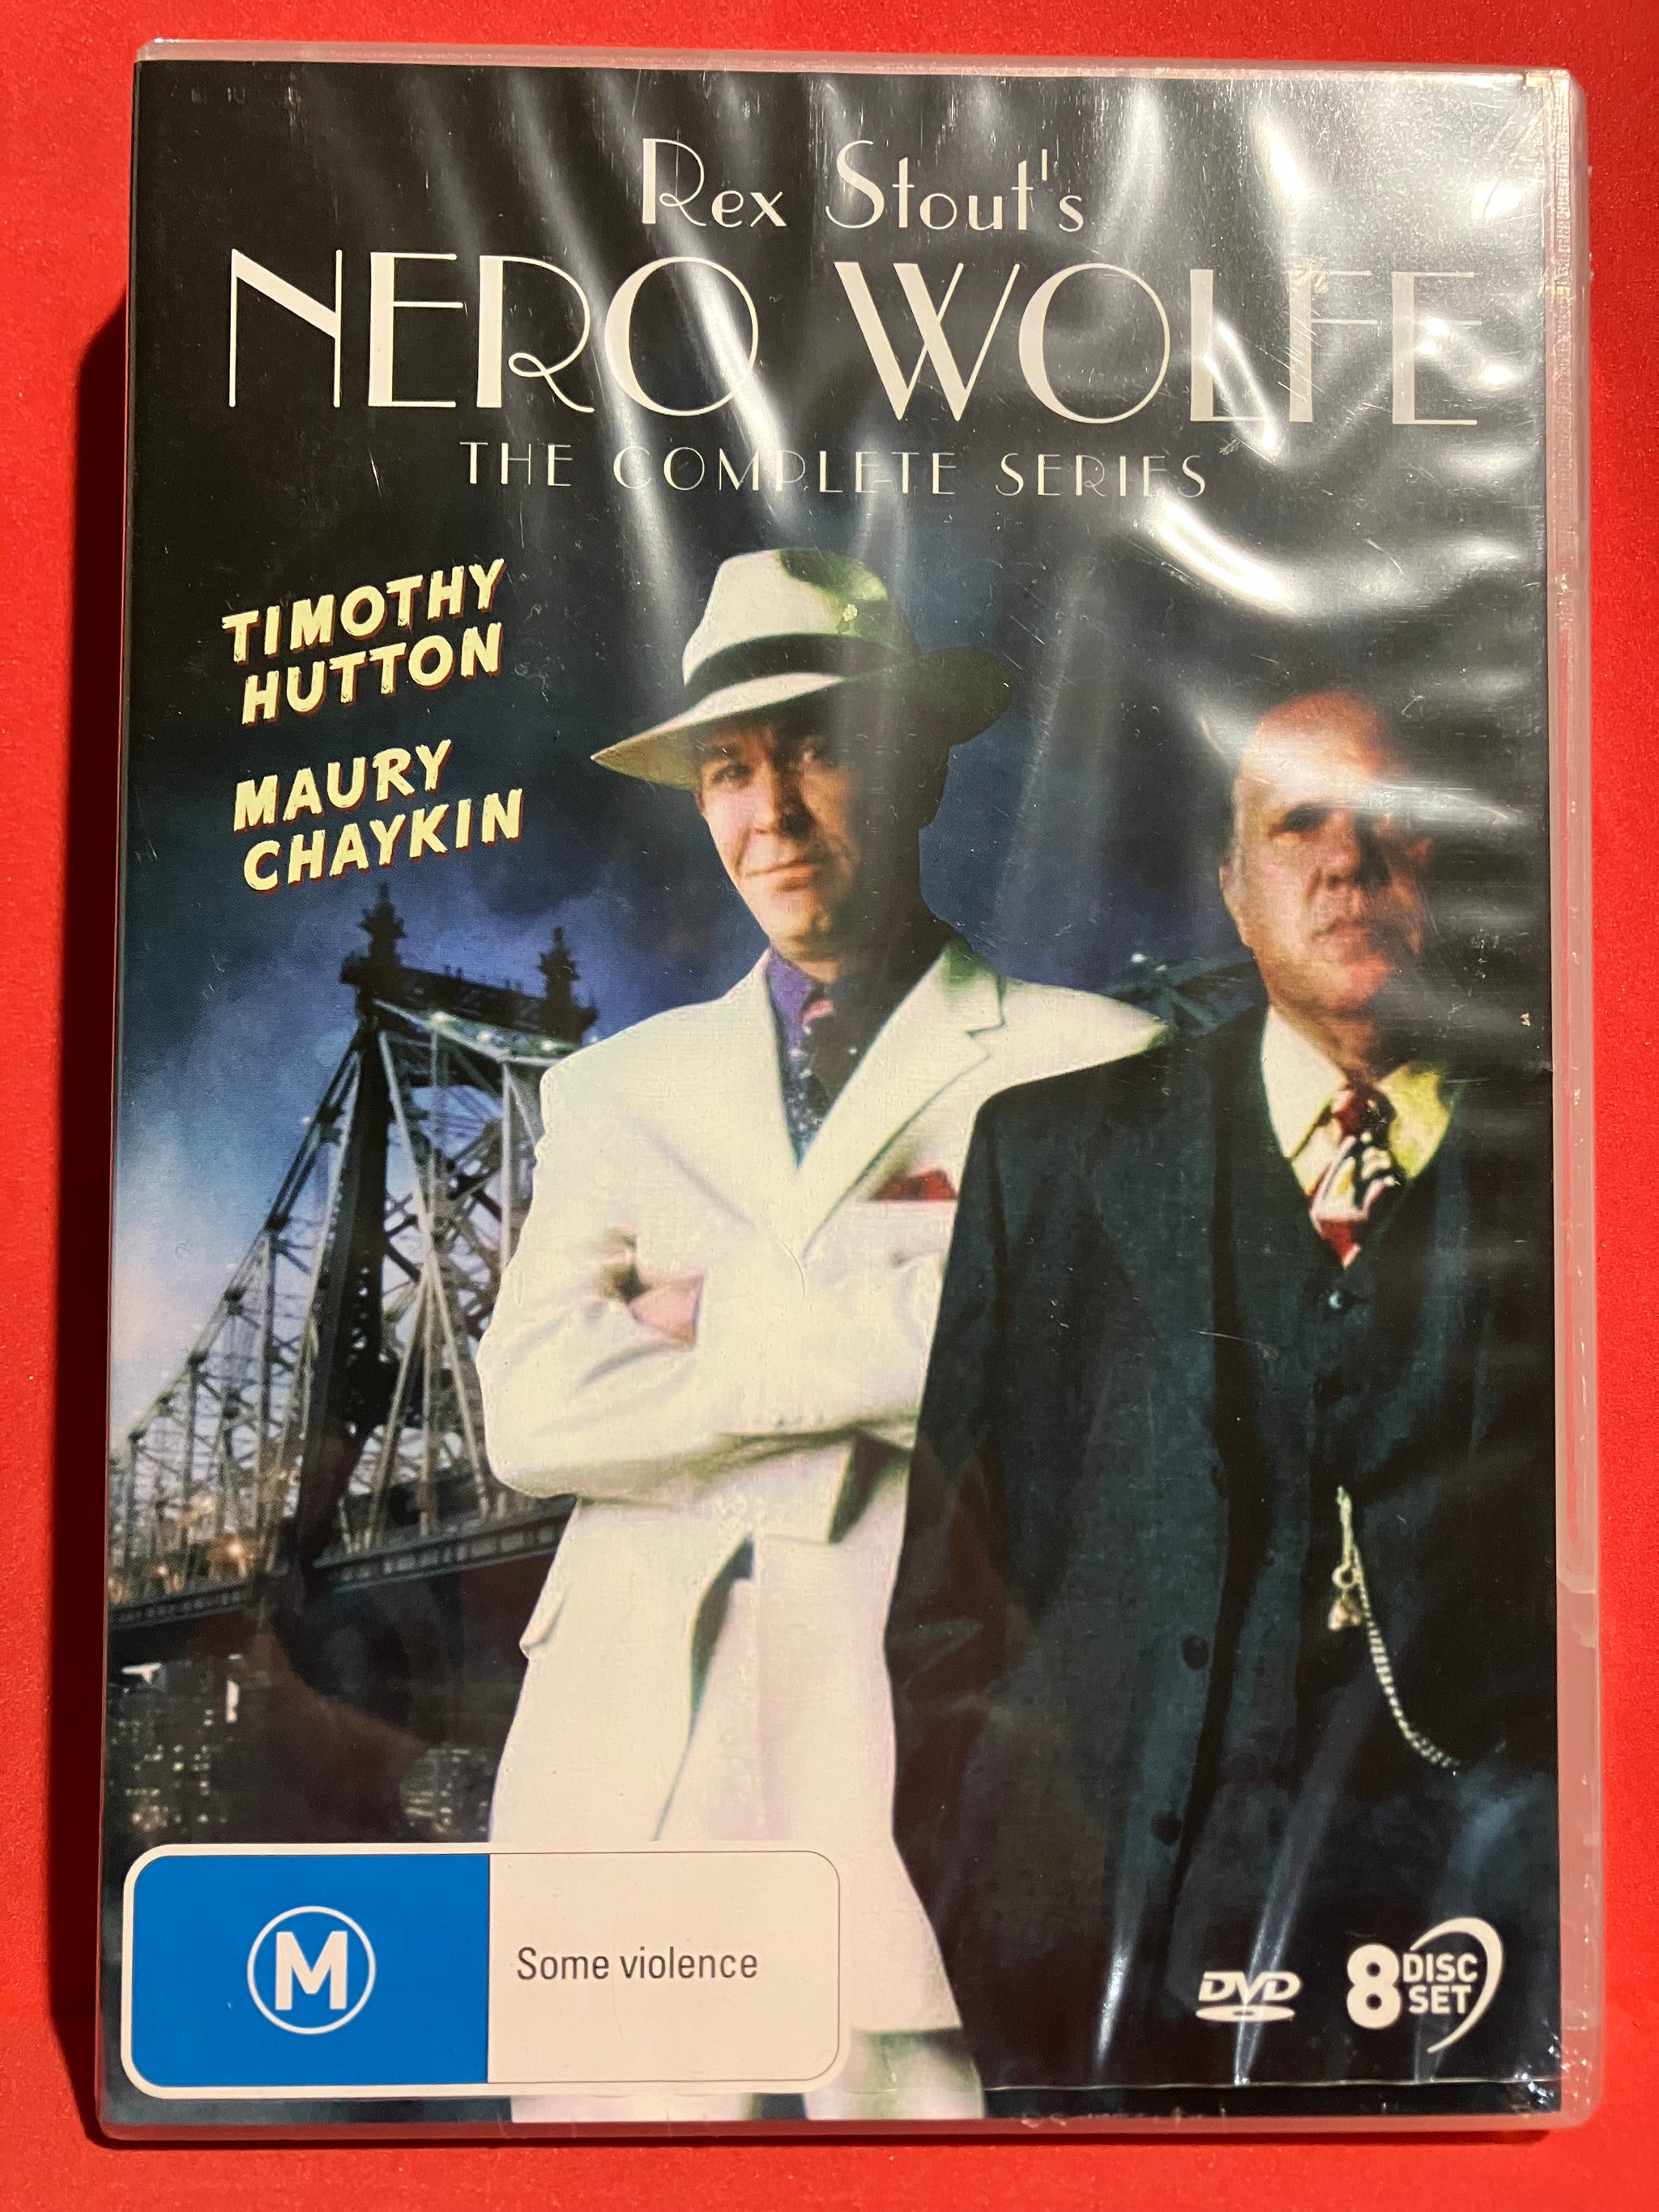 Rex Stout's
NERO WOLFE
THE COMPLETE SERIES
TIMOTHY
HUTTON
MAURY
CHAYKIN
M
Some violence
DVD
8 DISC
SET